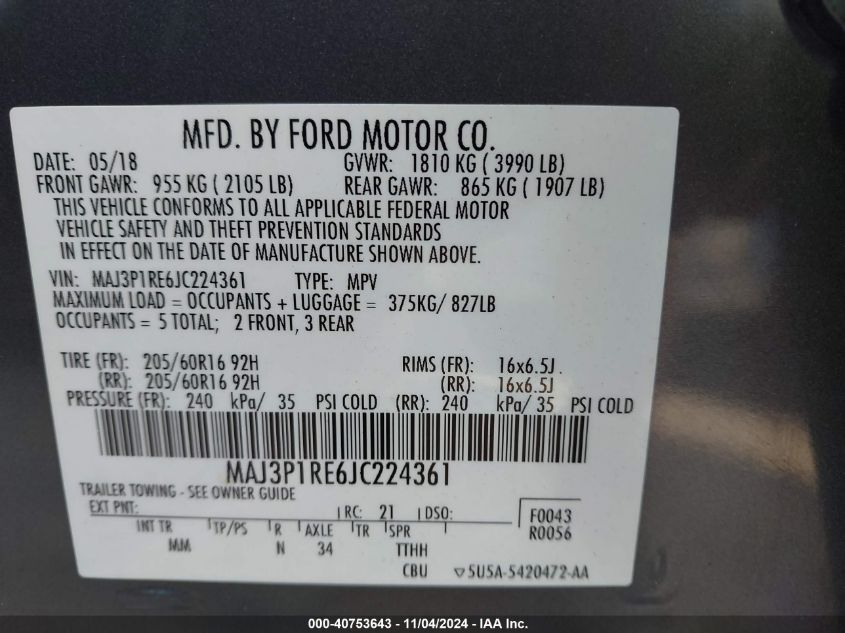 MFD. BY FORD MOTOR CO.
DATE: 05/18 GVWR: 1810 KG ( 3990 LB)
FRONT GAWR: 955 KG ( 2105 LB) REAR GAWR: 865 KG ( 1907 LB)
THIS VEHICLE CONFORMS TO ALL APPLICABLE FEDERAL MOTOR
VEHICLE SAFETY AND THEFT PREVENTION STANDARDS
IN EFFECT ON THE DATE OF MANUFACTURE SHOWN ABOVE.
VIN: MAJ3P1RE6JC224361 TYPE: MPV
MAXIMUM LOAD = OCCUPANTS + LUGGAGE = 375KG/ 827LB
OCCUPANTS = 5 TOTAL; 2 FRONT, 3 REAR
TIRE (FR): 205/60R16 92H RIMS (FR): 16x6.5J
(RR): 205/60R16 92H (RR): 16x6.5J
PRESSURE (FR): 240 kPa/ 35 PSI COLD (RR): 240 kPa/ 35 PSI COLD
MAJ3P1RE6JC224361
TRAILER TOWING - SEE OWNER GUIDE
EXT PNT: RC: 21 DSO: F0043
R0056
INT TR TP/PS R AXLE TR SPR
MM N 34 TTHH
CBU 5U5A-5420472-AA
000-40753643 - 11/04/2024 - IAA Inc.